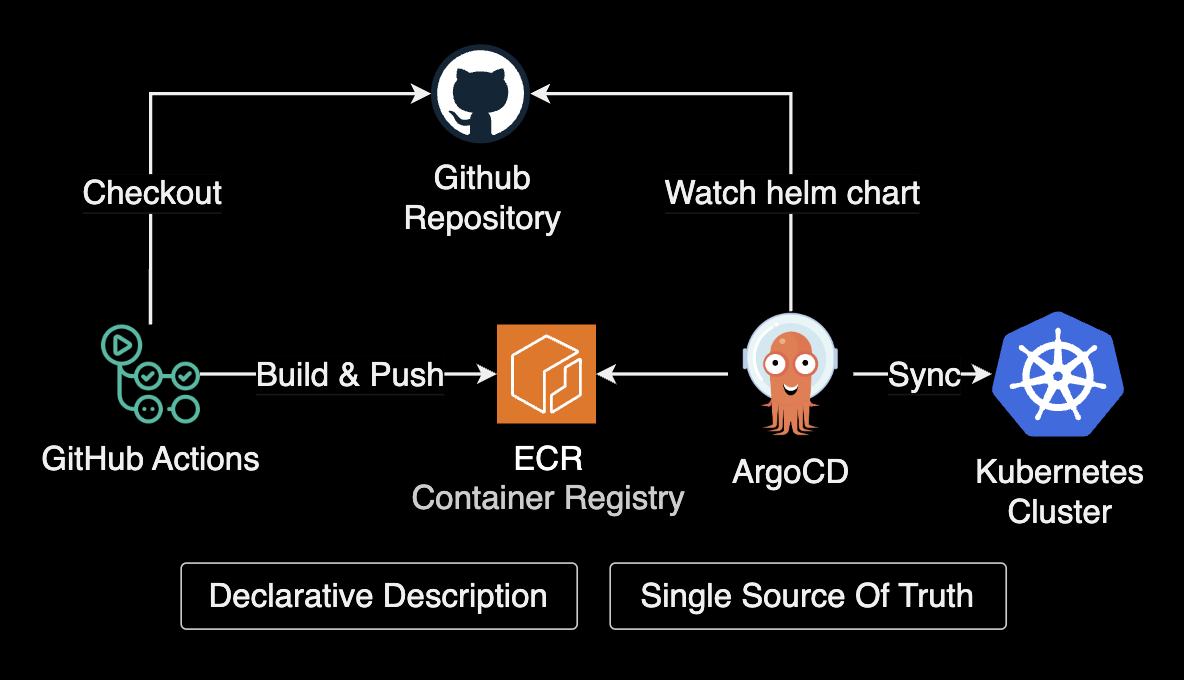 Github
Repository
Checkout
Watch helm chart
Build & Push
Sync
GitHub Actions
ECR
Container Registry
ArgoCD
Kubernetes
Cluster
Declarative Description
Single Source Of Truth